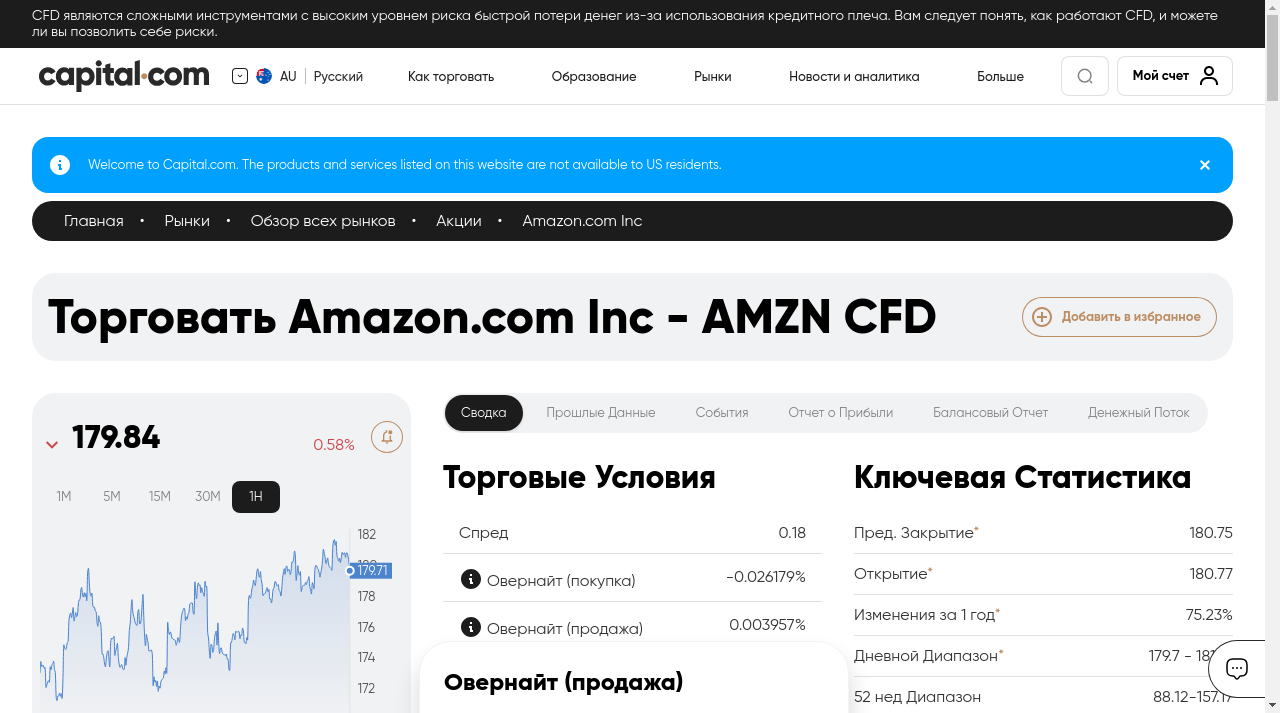 CFD являются сложными инструментами с высоким уровнем риска быстрой потери денег из-за использования кредитного плеча. Вам следует понять, как работают CFD, и можете
ли вы позволить себе риски.
capital.com AU Русский Как торговать Образование Рынки Новости и аналитика Больше Мой счет
Welcome to Capital.com. The products and services listed on this website are not available to US residents.
Главная • Рынки • Обзор всех рынков • Акции • Amazon.com Inc
Торговать Amazon.com Inc - AMZN CFD
Добавить в избранное
179.84
0.58%
1M 5M 15M 30M 1H
182
179.71
178
176
174
172
Сводка Прошлые Данные События Отчет о Прибыли Балансовый Отчет Денежный Поток
Торговые Условия
Спред 0.18
Овернайт (покупка) -0.026179%
Овернайт (продажа) 0.003957%
Овернайт (продажа)
Ключевая Статистика
Пред. Закрытие* 180.75
Открытие* 180.77
Изменения за 1 год* 75.23%
Дневной Диапазон* 179.7 -
52 нед Диапазон 88.12-157.17